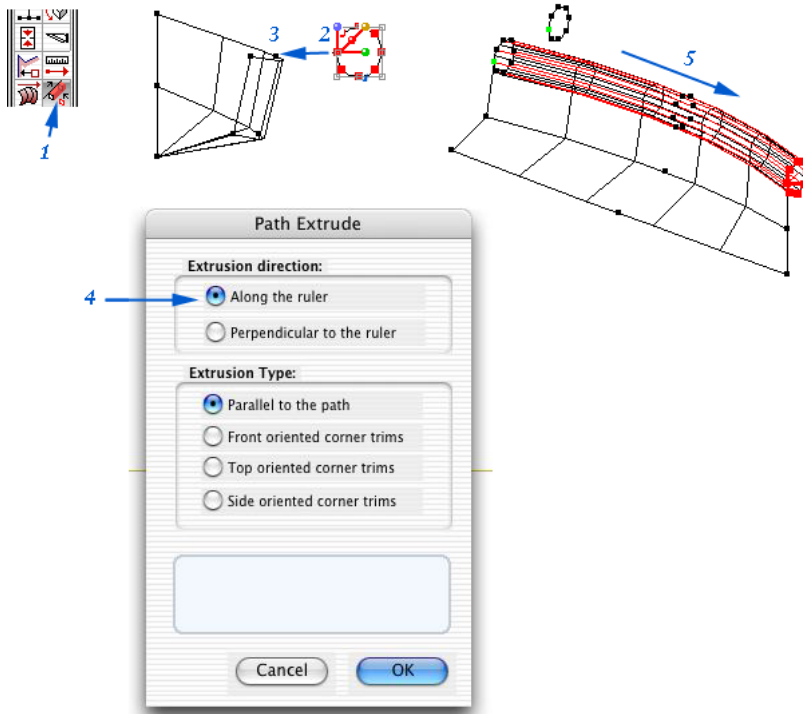 3
2
5
1
Path Extrude
Extrusion direction:
4
Along the ruler
Perpendicular to the ruler
Extrusion Type:
Parallel to the path
Front oriented corner trims
Top oriented corner trims
Side oriented corner trims
Cancel
OK